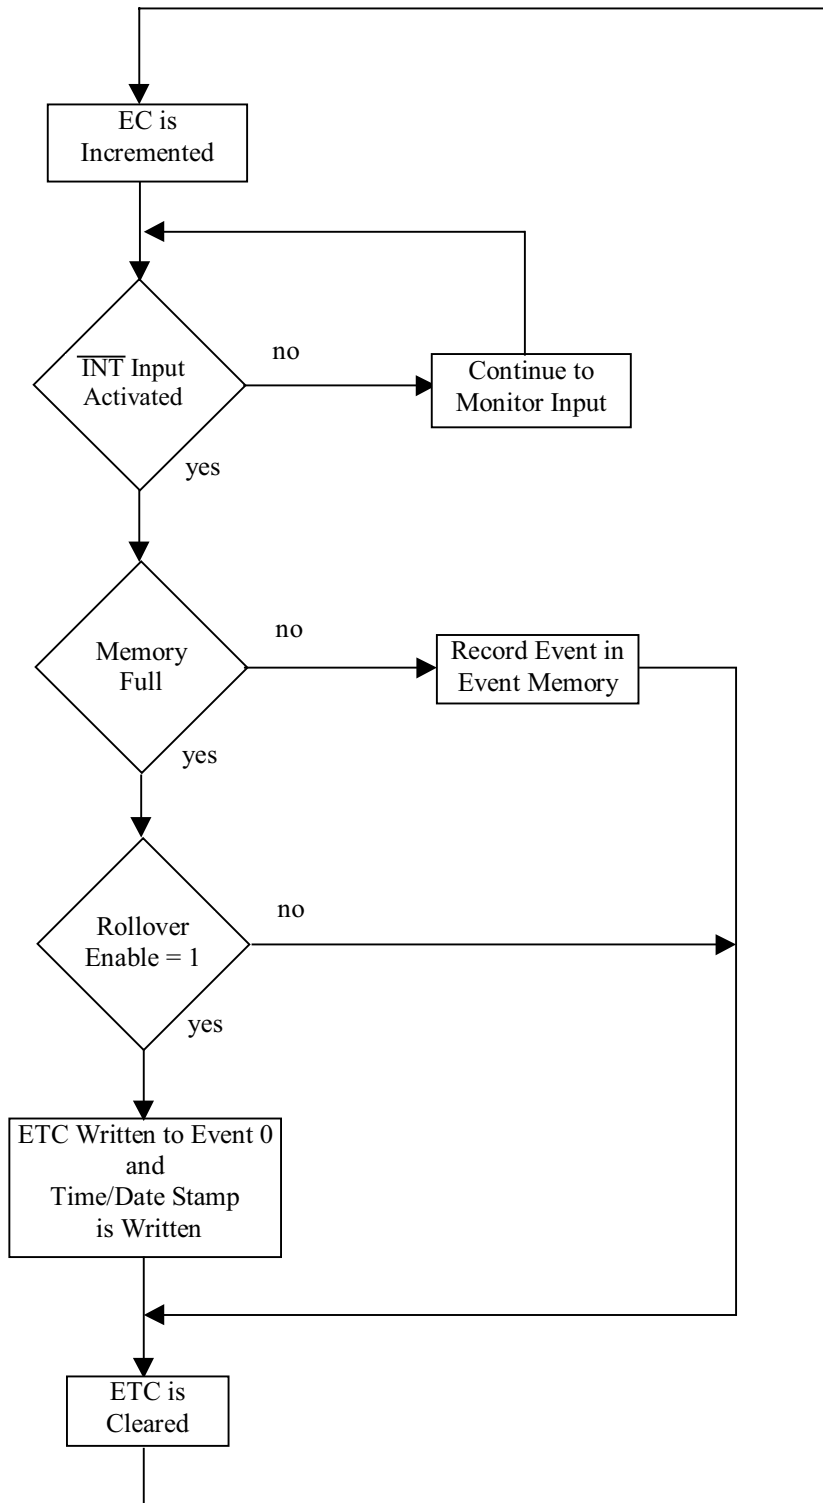 EC is
Incremented
INT Input
Activated
no
Continue to
Monitor Input
yes
Memory
Full
no
Record Event in
Event Memory
yes
Rollover
Enable = 1
no
yes
ETC Written to Event 0
and
Time/Date Stamp
is Written
ETC is
Cleared